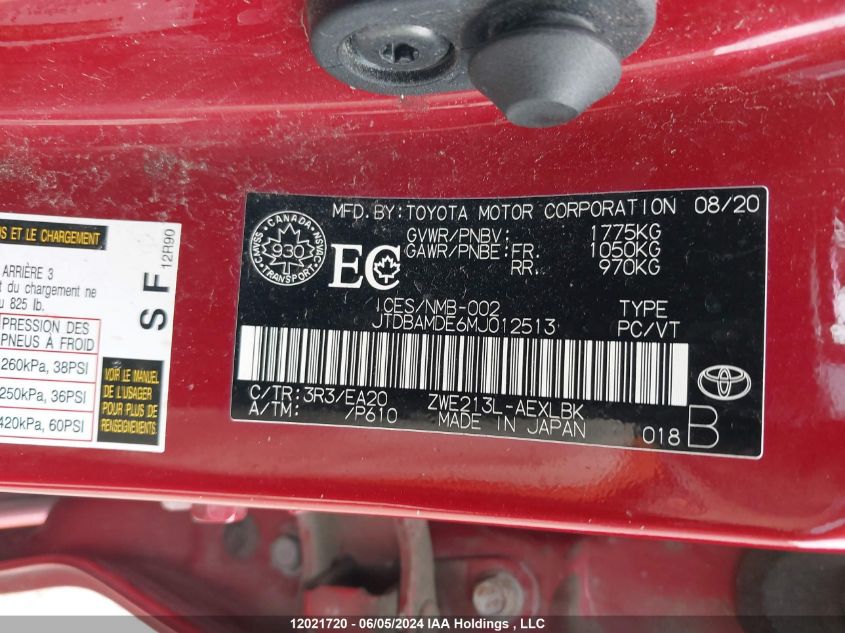 US ET LE CHARGEMENT
ARRIÈRE 3
t du chargement ne
u 825 lb.
PRESSION DES
PNEUS À FROID
260kPa, 38PSI
250kPa, 36PSI
420kPa, 60PSI
VOIR LE MANUEL
DE L'USAGER
POUR PLUS DE
RENSEIGNEMENTS.
S F
12R90
MFD. BY: TOYOTA MOTOR CORPORATION 08/20
GVWR/PNBV: 1775KG
GAWR/PNBE: FR. 1050KG
RR. 970KG
CANADA
930
TRANSPORT
CMVSS
NSVAC
EC
ICES/NMB-002
TYPE
JTDBAMDE6MJ012513
PC/VT
C/TR: 3R3/EA20 ZWE213L-AEXLBK
A/TM: /P610 MADE IN JAPAN
018 B
12021720 - 06/05/2024 IAA Holdings , Inc.